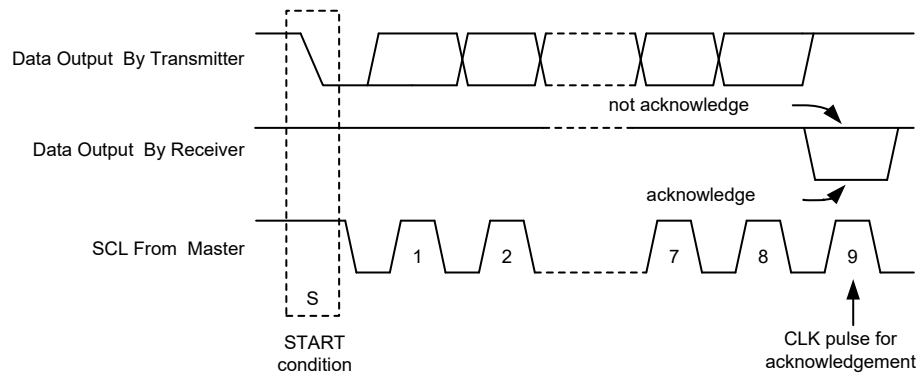 Data Output By Transmitter
not acknowledge
Data Output By Receiver
acknowledge
SCL From Master
1
2
7
8
9
S
START
condition
CLK pulse for
acknowledgement